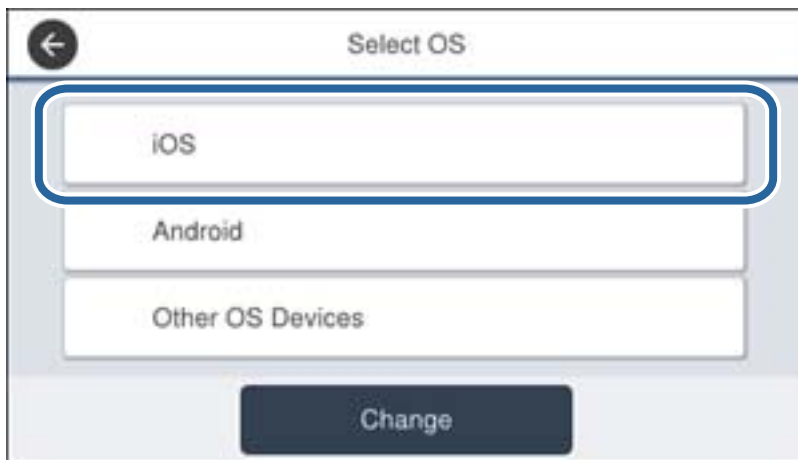 Select OS
iOS
Android
Other OS Devices
Change